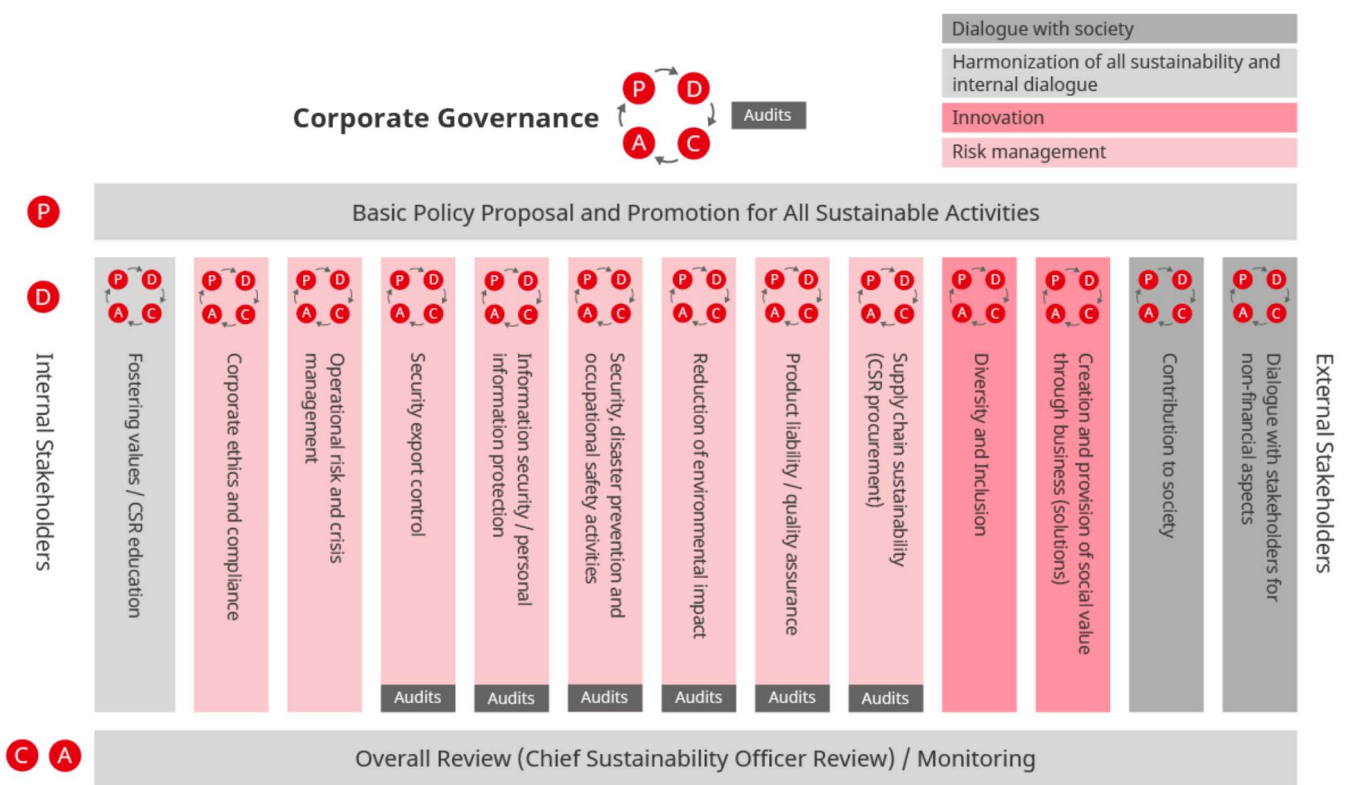 Dialogue with society
Harmonization of all sustainability and
internal dialogue
Innovation
Risk management
Corporate Governance
P
D
A
C
Audits
P
Basic Policy Proposal and Promotion for All Sustainable Activities
D
Internal Stakeholders
P D
A C
Fostering values / CSR education
P D
A C
Corporate ethics and compliance
P D
A C
Operational risk and crisis
management
P D
A C
Security export control
Audits
P D
A C
Information security / personal
information protection
Audits
P D
A C
Security, disaster prevention and
occupational safety activities
Audits
P D
A C
Reduction of environmental impact
Audits
P D
A C
Product liability / quality assurance
Audits
P D
A C
Supply chain sustainability
(CSR procurement)
Audits
P D
A C
Diversity and Inclusion
P D
A C
Creation and provision of social value
through business (solutions)
P D
A C
Contribution to society
P D
A C
Dialogue with stakeholders for
non-financial aspects
External Stakeholders
C A
Overall Review (Chief Sustainability Officer Review) / Monitoring